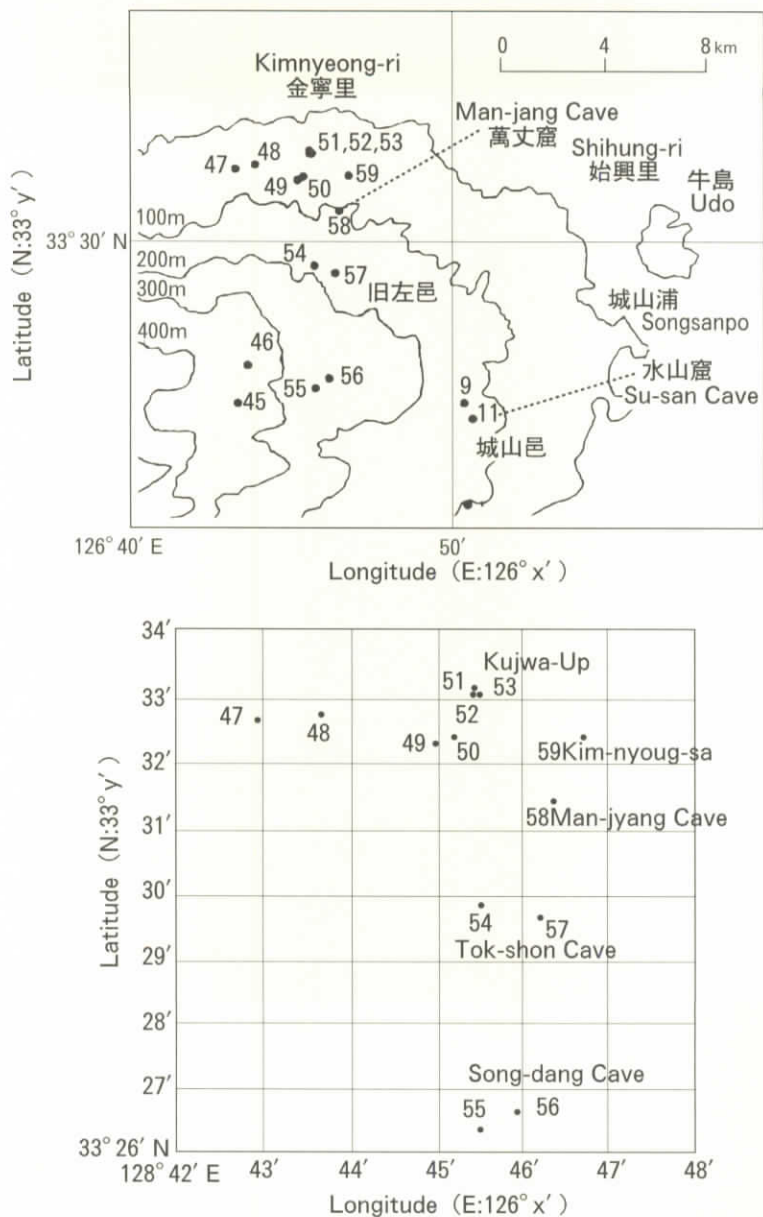 0 4 8 km
Kimnyeong-ri
金寧里
Man-jang Cave
萬丈窟
51,52,53
Shihung-ri
始興里
牛島
Udo
47 48
59
49 50
58
100m
33° 30 N
54
200m
57
旧左邑
300m
城山浦
Songsanpo
400m
46
56
水山窟
9
55
Su-san Cave
45
11
城山邑
126° 40 E
50'
Longitude (E:126° x')
Latitude (N:33° y')
34'
Kujwa-Up
51 53
33'
47
52
48
49 50
59Kim-nyoug-sa
32'
58Man-jyang Cave
31'
30'
54 57
Tok-shon Cave
29'
28'
Song-dang Cave
27'
55 56
33° 26' N
128° 42' E 43' 44' 45' 46' 47' 48'
Longitude (E:126° x')
Latitude (N:33° y')